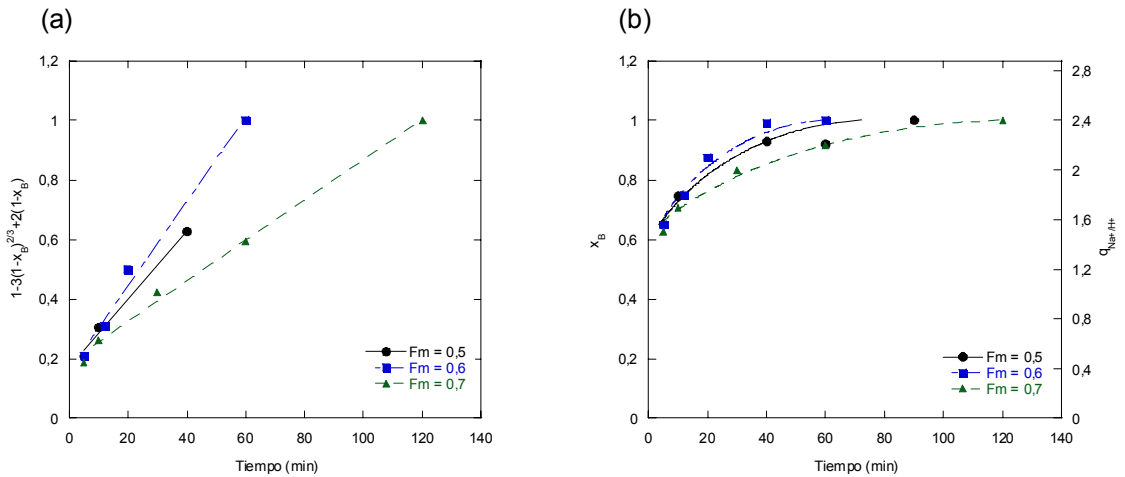 (a)
1,2
1
0,8
0,6
0,4
0,2
0
1-3(1-x_B)^2/3+2(1-x_B)
Fm = 0,5
Fm = 0,6
Fm = 0,7
0 20 40 60 80 100 120 140
Tiempo (min)
(b)
1,2
1
0,8
0,6
0,4
0,2
0
x_B
2,8
2,4
2
1,6
1,2
0,8
0,4
0
q_Na+/H+
Fm = 0,5
Fm = 0,6
Fm = 0,7
0 20 40 60 80 100 120 140
Tiempo (min)